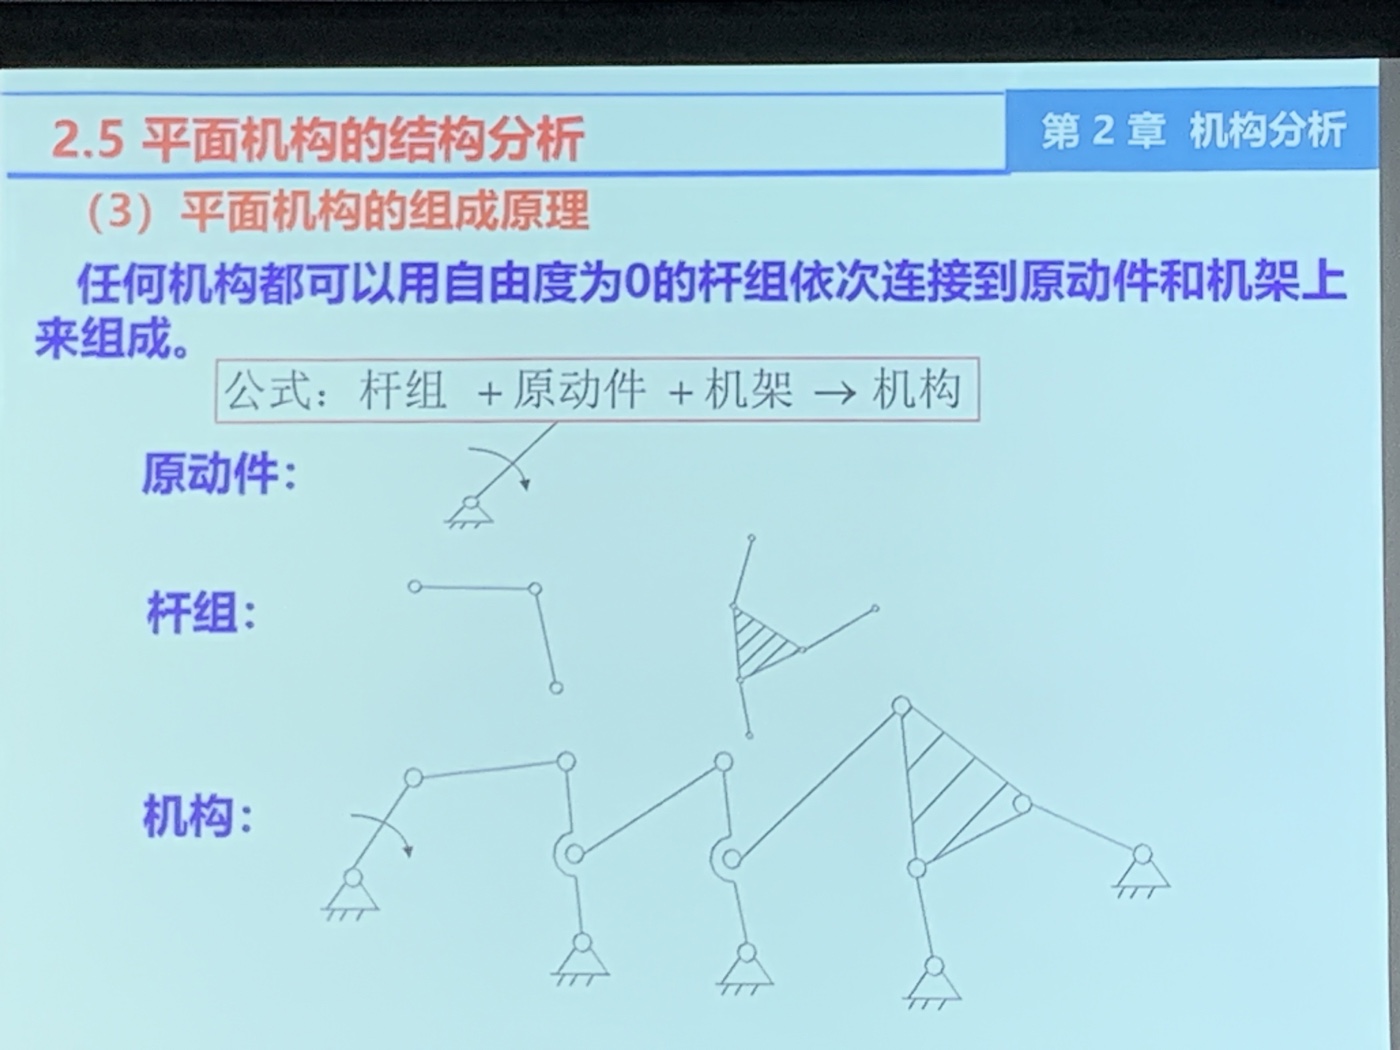 2.5 平面机构的结构分析
第 2 章 机构分析
（3）平面机构的组成原理
任何机构都可以用自由度为0的杆组依次连接到原动件和机架上
来组成。
公式：杆组 +原动件 +机架 → 机构
原动件：
杆组：
机构：